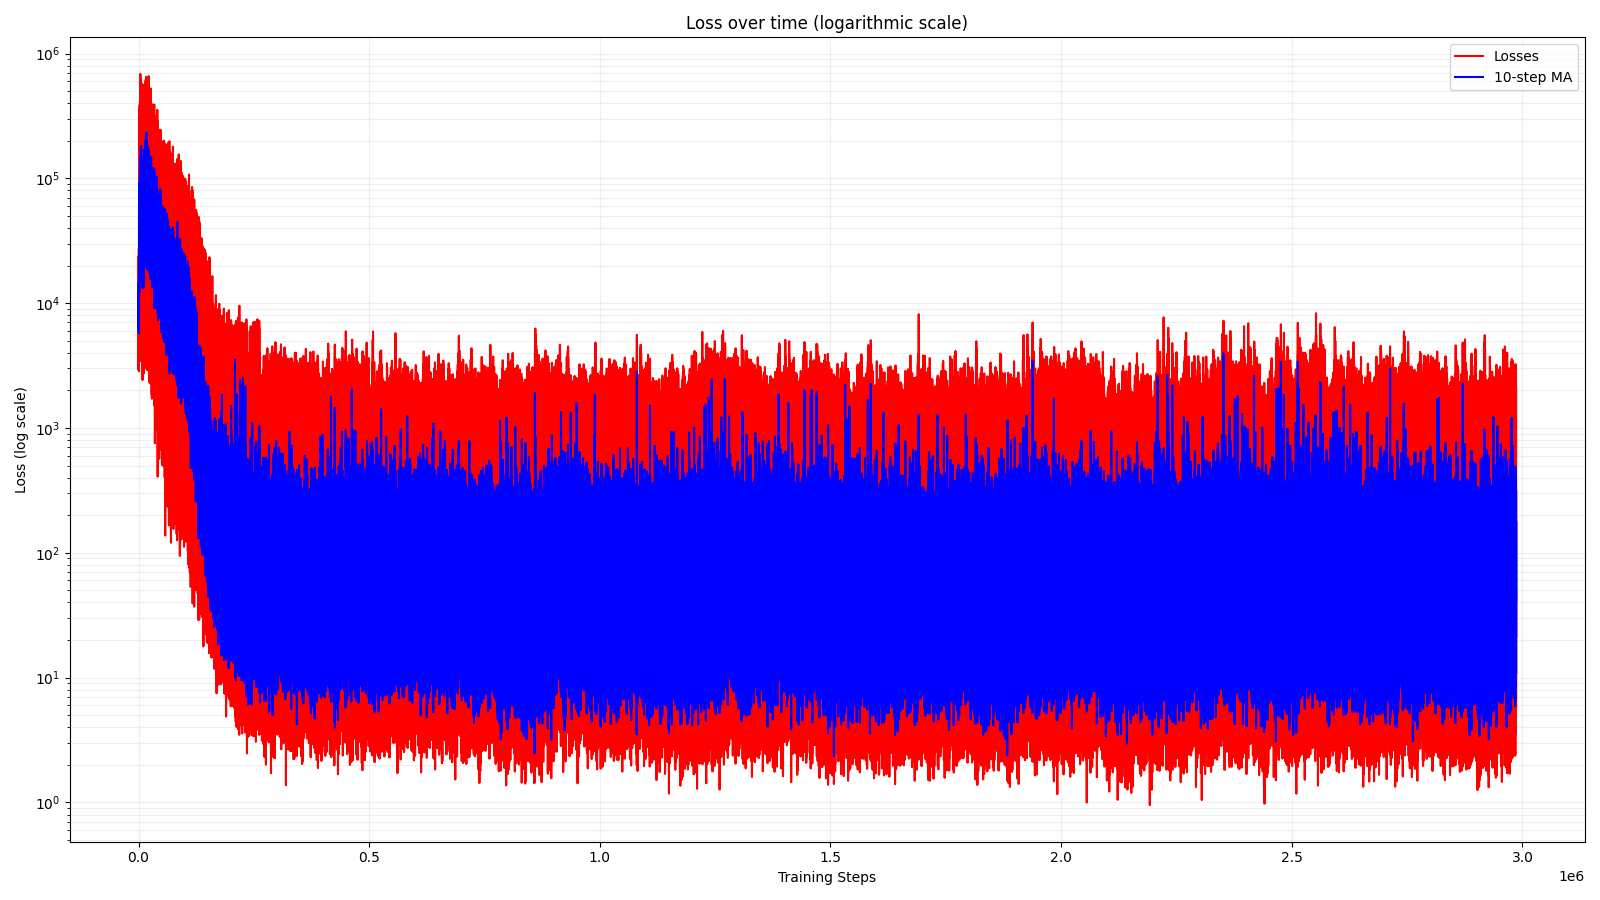 Loss over time (logarithmic scale)
Losses
10-step MA
Loss (log scale)
10^6
10^5
10^4
10^3
10^2
10^1
10^0
0.0 0.5 1.0 1.5 2.0 2.5 3.0
1e6
Training Steps